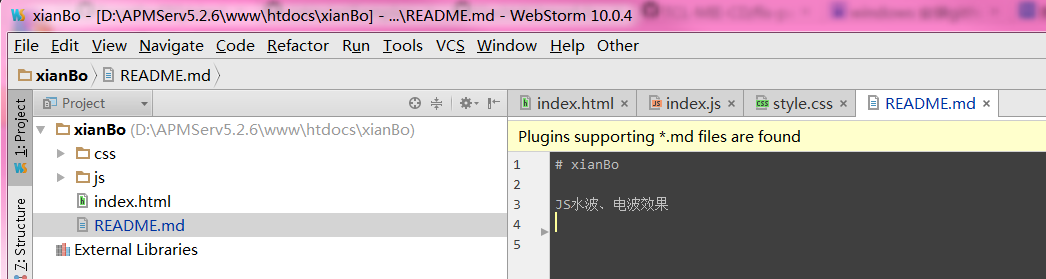 xianBo - [D:\APMServ5.2.6\www\htdocs\xianBo] - ...\README.md - WebStorm 10.0.4
File Edit View Navigate Code Refactor Run Tools VCS Window Help Other
xianBo README.md
1: Project
Z: Structure
Project
xianBo (D:\APMServ5.2.6\www\htdocs\xianBo)
css
js
index.html
README.md
External Libraries
index.html index.js style.css README.md
Plugins supporting *.md files are found
1 # xianBo
2
3 JS水波、电波效果
4
5